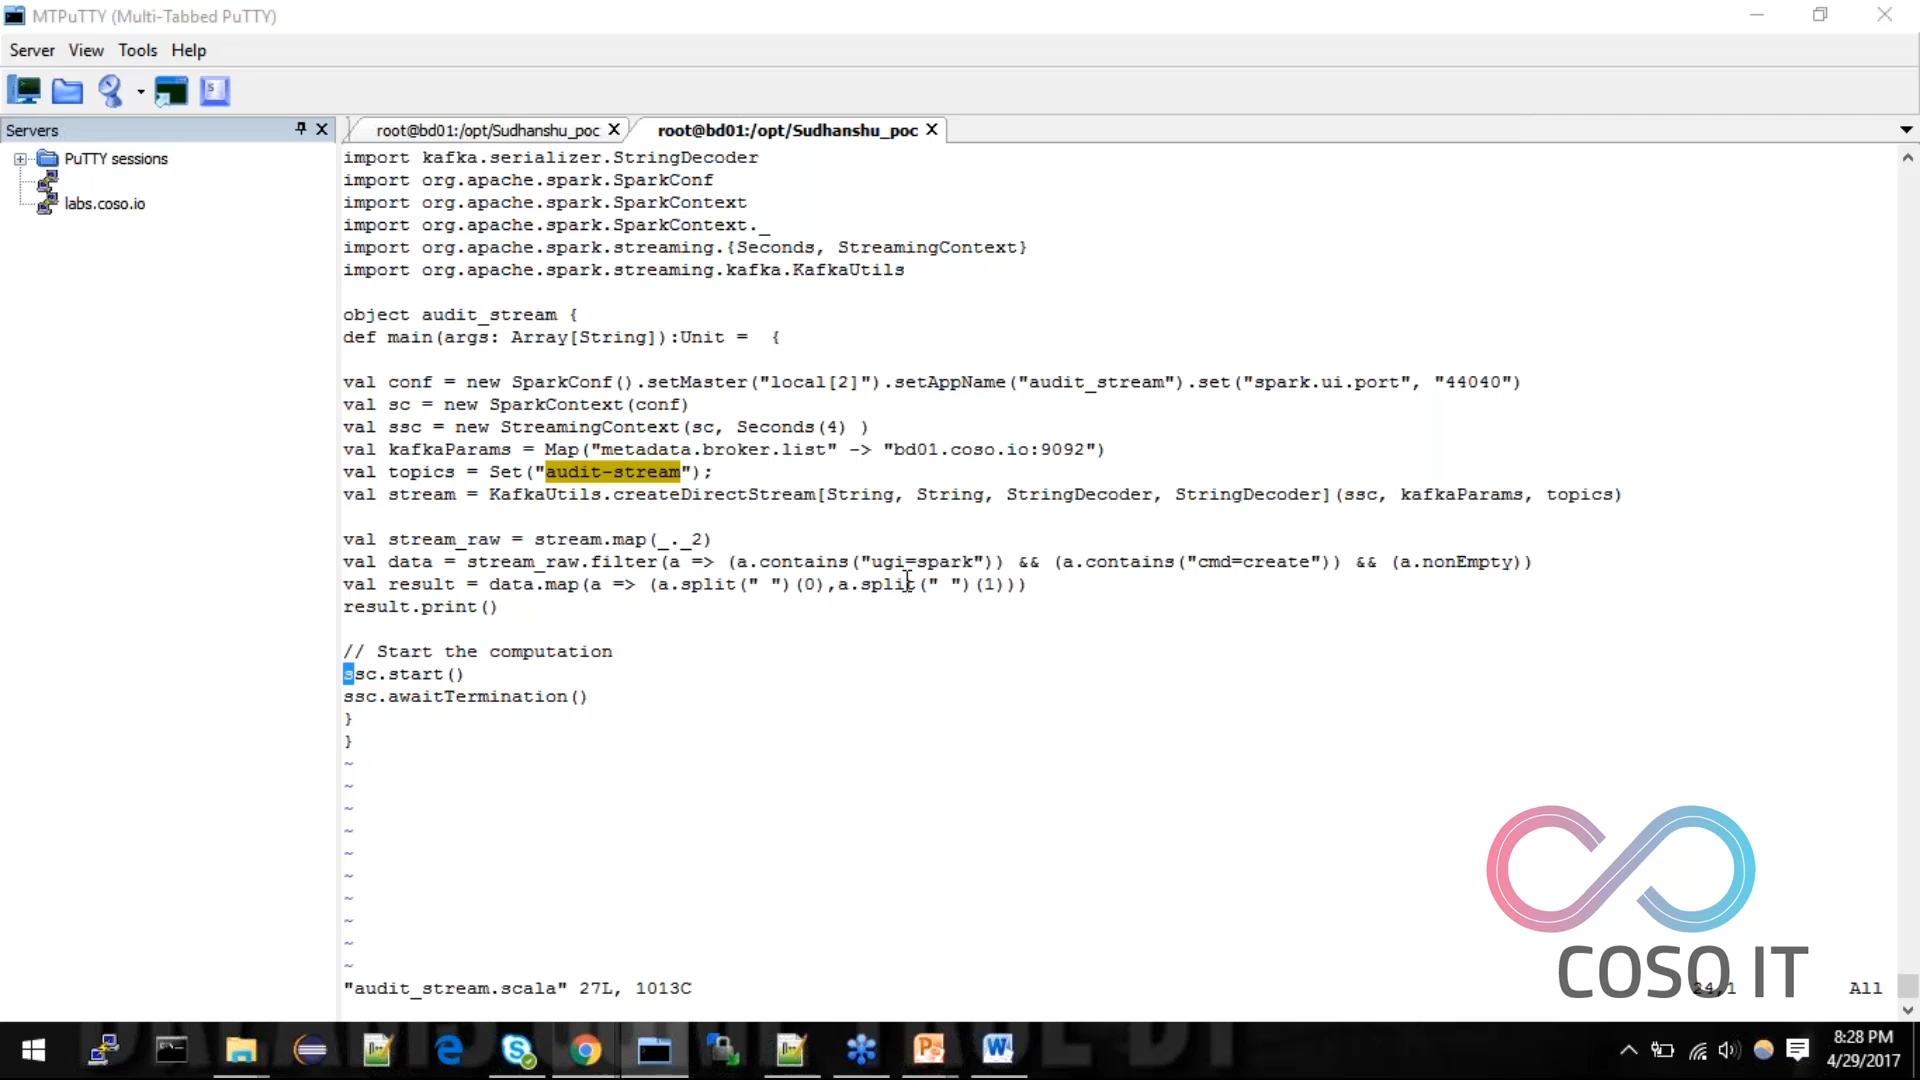 MTPuTTY (Multi-Tabbed PuTTY)
Server View Tools Help
Servers
PuTTY sessions
labs.coso.io
root@bd01:/opt/Sudhanshu_poc
root@bd01:/opt/Sudhanshu_poc
import kafka.serializer.StringDecoder
import org.apache.spark.SparkConf
import org.apache.spark.SparkContext
import org.apache.spark.SparkContext._
import org.apache.spark.streaming.{Seconds, StreamingContext}
import org.apache.spark.streaming.kafka.KafkaUtils
object audit_stream {
def main(args: Array[String]):Unit =  {
val conf = new SparkConf().setMaster("local[2]").setAppName("audit_stream").set("spark.ui.port", "44040")
val sc = new SparkContext(conf)
val ssc = new StreamingContext(sc, Seconds(4) )
val kafkaParams = Map("metadata.broker.list" -> "bd01.coso.io:9092")
val topics = Set("audit-stream");
val stream = KafkaUtils.createDirectStream[String, String, StringDecoder, StringDecoder](ssc, kafkaParams, topics)
val stream_raw = stream.map(_._2)
val data = stream_raw.filter(a => (a.contains("ugi=spark")) && (a.contains("cmd=create")) && (a.nonEmpty))
val result = data.map(a => (a.split(" ")(0),a.split(" ")(1)))
result.print()
// Start the computation
ssc.start()
ssc.awaitTermination()
}
}
~
~
~
~
~
~
~
~
~
~
"audit_stream.scala" 27L, 1013C
24,1
All
COSO IT
8:28 PM
4/29/2017